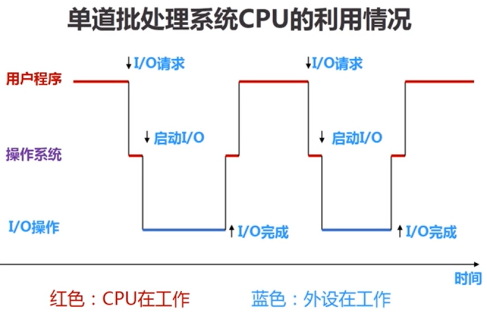 单道批处理系统CPU的利用情况
I/O请求
I/O请求
用户程序
启动I/O
启动I/O
操作系统
I/O操作
I/O完成
I/O完成
时间
红色：CPU在工作
蓝色：外设在工作